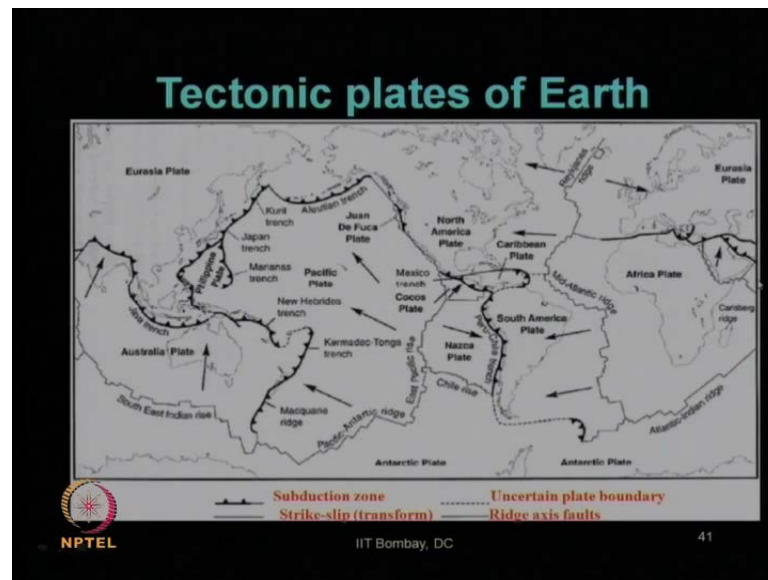 Tectonic plates of Earth
Eurasia Plate
Reykjanes ridge
Eurasia Plate
Kuril trench
Aleutian trench
Juan De Fuca Plate
North America Plate
Japan trench
Philippine Plate
Marianas trench
Pacific Plate
Mexico trench
Caribbean Plate
Cocos Plate
Mid-Atlantic ridge
Africa Plate
Carlsberg ridge
New Hebrides trench
Java trench
Australia Plate
Kermadec-Tonga trench
East Pacific rise
Nazca Plate
Peru-Chile trench
South America Plate
South East Indian rise
Macquarie ridge
Pacific-Antarctic ridge
Chile rise
Atlantic-Indian ridge
Antarctic Plate
Antarctic Plate
Subduction zone
Uncertain plate boundary
Strike-slip (transform)
Ridge axis faults
NPTEL
IIT Bombay, DC
41